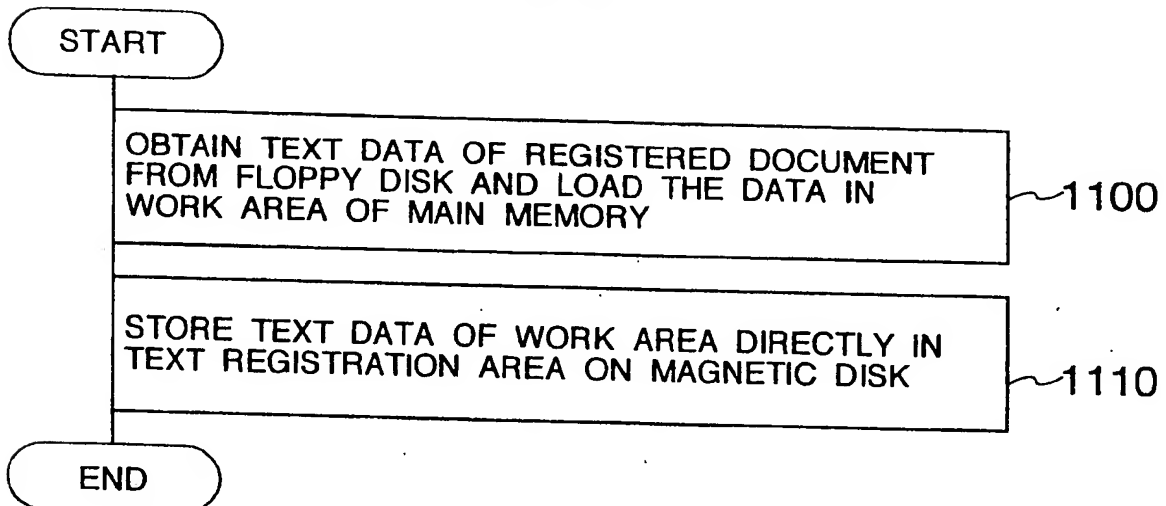 START
OBTAIN TEXT DATA OF REGISTERED DOCUMENT
FROM FLOPPY DISK AND LOAD THE DATA IN
WORK AREA OF MAIN MEMORY
1100
STORE TEXT DATA OF WORK AREA DIRECTLY IN
TEXT REGISTRATION AREA ON MAGNETIC DISK
1110
END